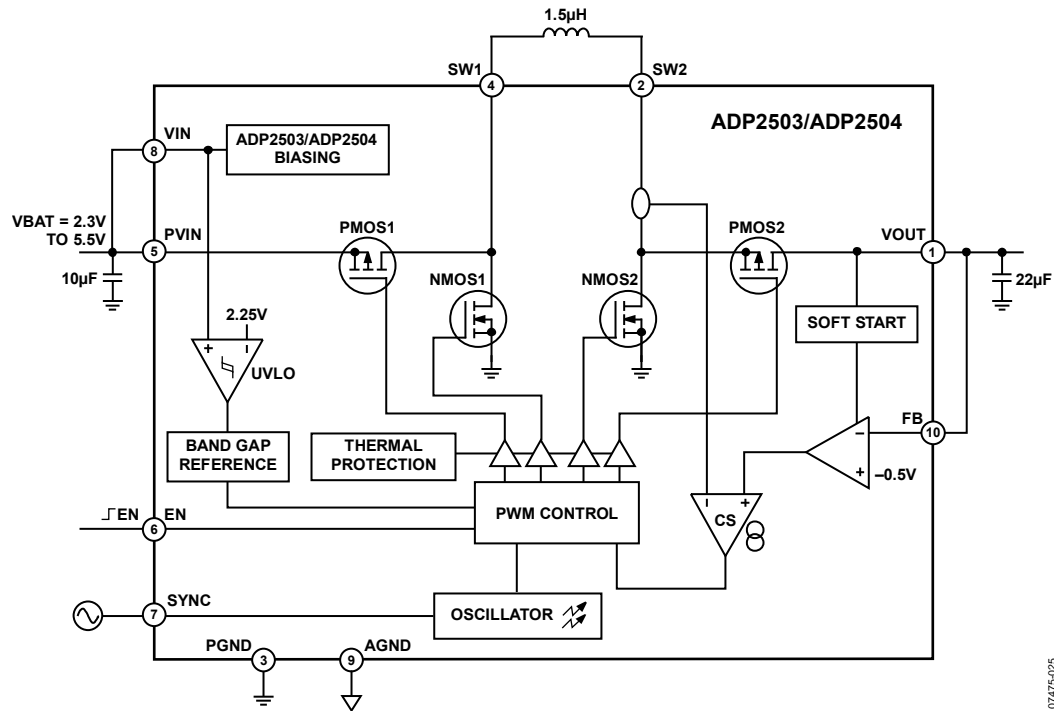 1.5µH
SW1
4
2
SW2
ADP2503/ADP2504
VIN
8
ADP2503/ADP2504
BIASING
VBAT = 2.3V
TO 5.5V
PVIN
5
10µF
PMOS1
NMOS1
NMOS2
PMOS2
VOUT
1
22µF
SOFT START
2.25V
+
–
UVLO
BAND GAP
REFERENCE
THERMAL
PROTECTION
–
+
–0.5V
FB
10
PWM CONTROL
–
+
CS
EN
EN
6
SYNC
7
OSCILLATOR
PGND
3
9
AGND
07475-025